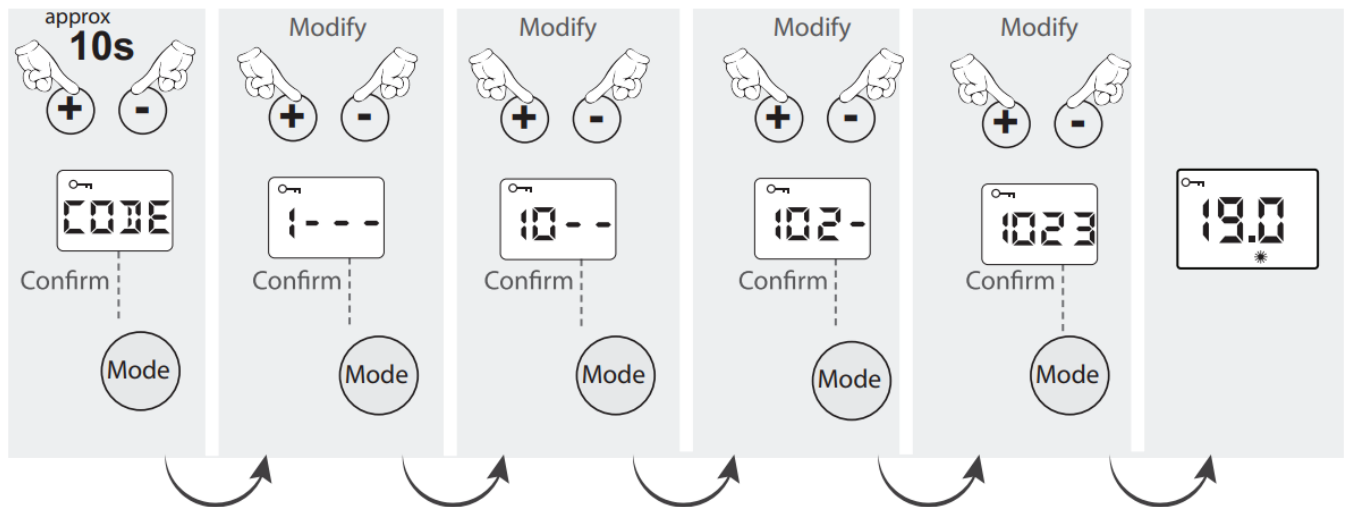 approx
10s
+ -
CODE
Confirm
Mode
Modify
+ -
1---
Confirm
Mode
Modify
+ -
10--
Confirm
Mode
Modify
+ -
102-
Confirm
Mode
Modify
+ -
1023
Confirm
Mode
19.0